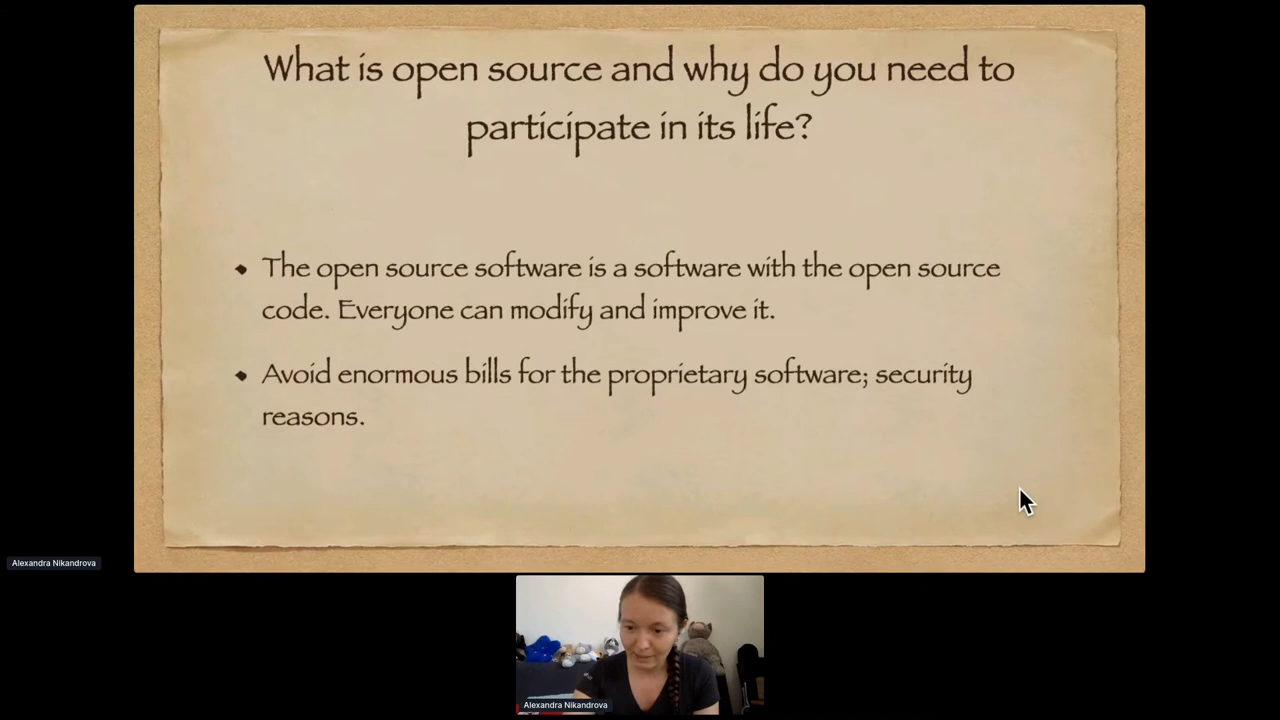 What is open source and why do you need to
participate in its life?
• The open source software is a software with the open source
code. Everyone can modify and improve it.
• Avoid enormous bills for the proprietary software; security
reasons.
Alexandra Nikandrova
Alexandra Nikandrova